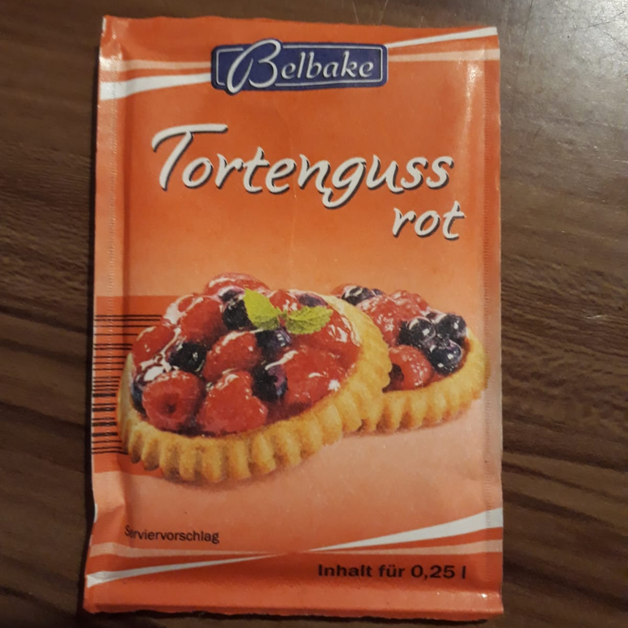 Belbake
Tortenguss
rot
Serviervorschlag
Inhalt für 0,25 l